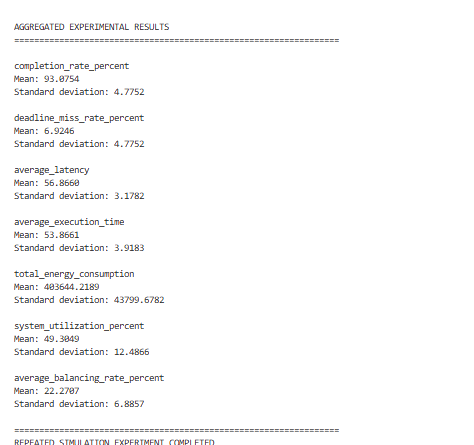 AGGREGATED EXPERIMENTAL RESULTS
=================================================================
completion_rate_percent
Mean: 93.0754
Standard deviation: 4.7752
deadline_miss_rate_percent
Mean: 6.9246
Standard deviation: 4.7752
average_latency
Mean: 56.8660
Standard deviation: 3.1782
average_execution_time
Mean: 53.8661
Standard deviation: 3.9183
total_energy_consumption
Mean: 403644.2189
Standard deviation: 43799.6782
system_utilization_percent
Mean: 49.3049
Standard deviation: 12.4866
average_balancing_rate_percent
Mean: 22.2707
Standard deviation: 6.8857
=================================================================
REPEATED SIMULATION EXPERIMENT COMPLETED